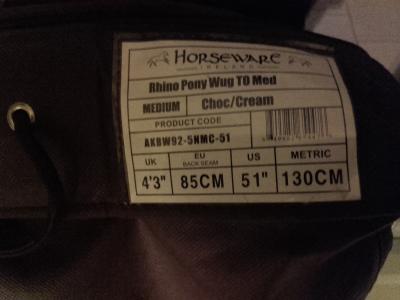 HORSEWARE
IRELAND
Rhino Pony Wug TO Med
MEDIUM Choc/Cream
PRODUCT CODE
AKBW92-5NMC-51
UK EU BACK SEAM US METRIC
4'3" 85CM 51" 130CM